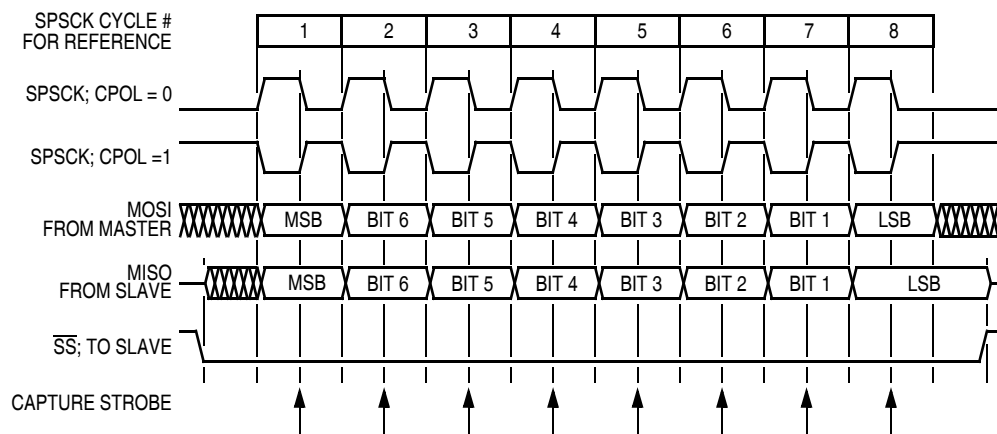 SPSCK CYCLE #
FOR REFERENCE
1 2 3 4 5 6 7 8
SPSCK; CPOL = 0
SPSCK; CPOL =1
MOSI
FROM MASTER
MSB BIT 6 BIT 5 BIT 4 BIT 3 BIT 2 BIT 1 LSB
MISO
FROM SLAVE
MSB BIT 6 BIT 5 BIT 4 BIT 3 BIT 2 BIT 1 LSB
SS; TO SLAVE
CAPTURE STROBE